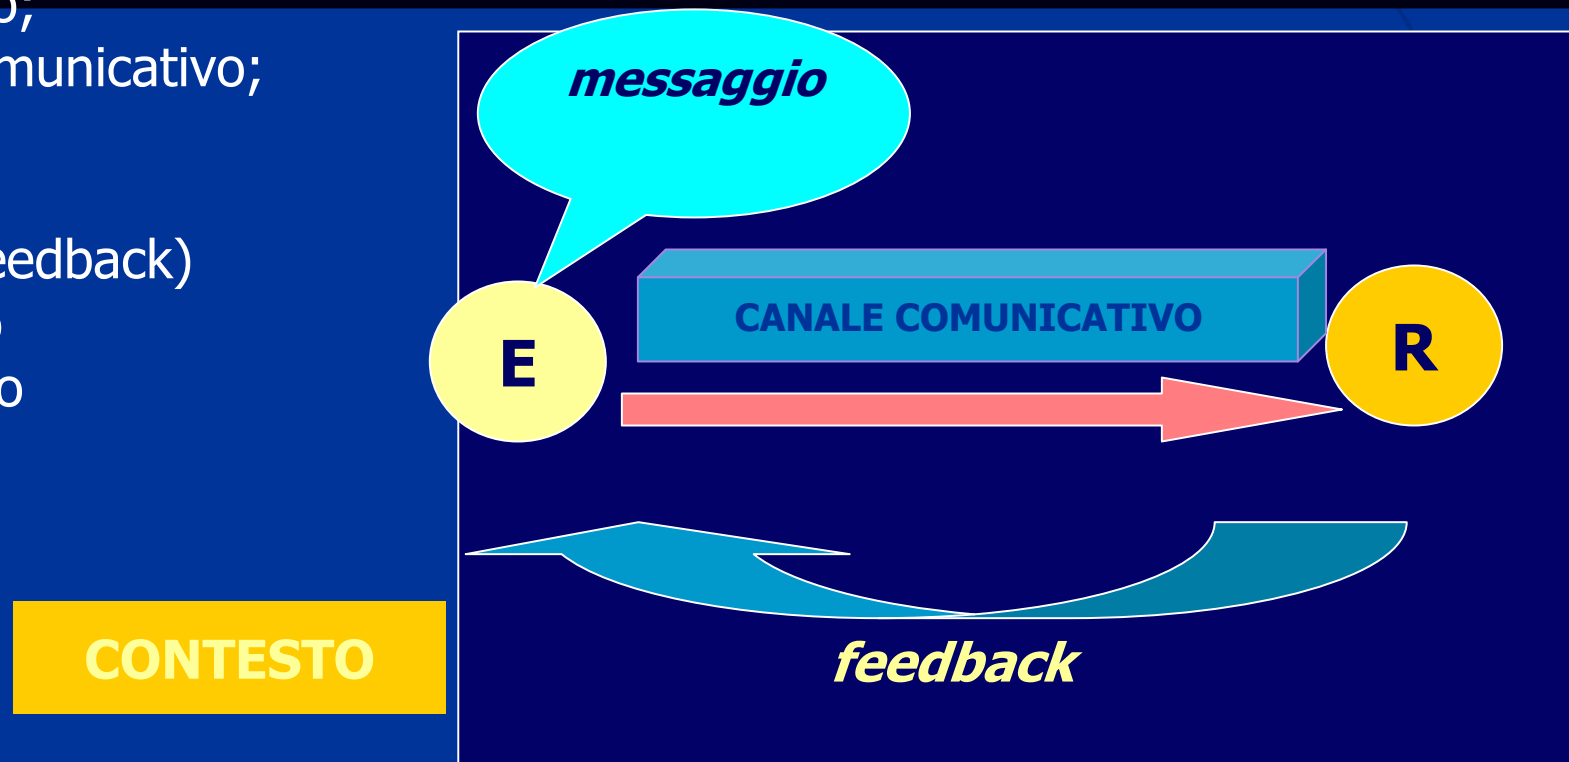 o;
municativo;
eedback)
o
o
messaggio
CANALE COMUNICATIVO
E
R
feedback
CONTESTO